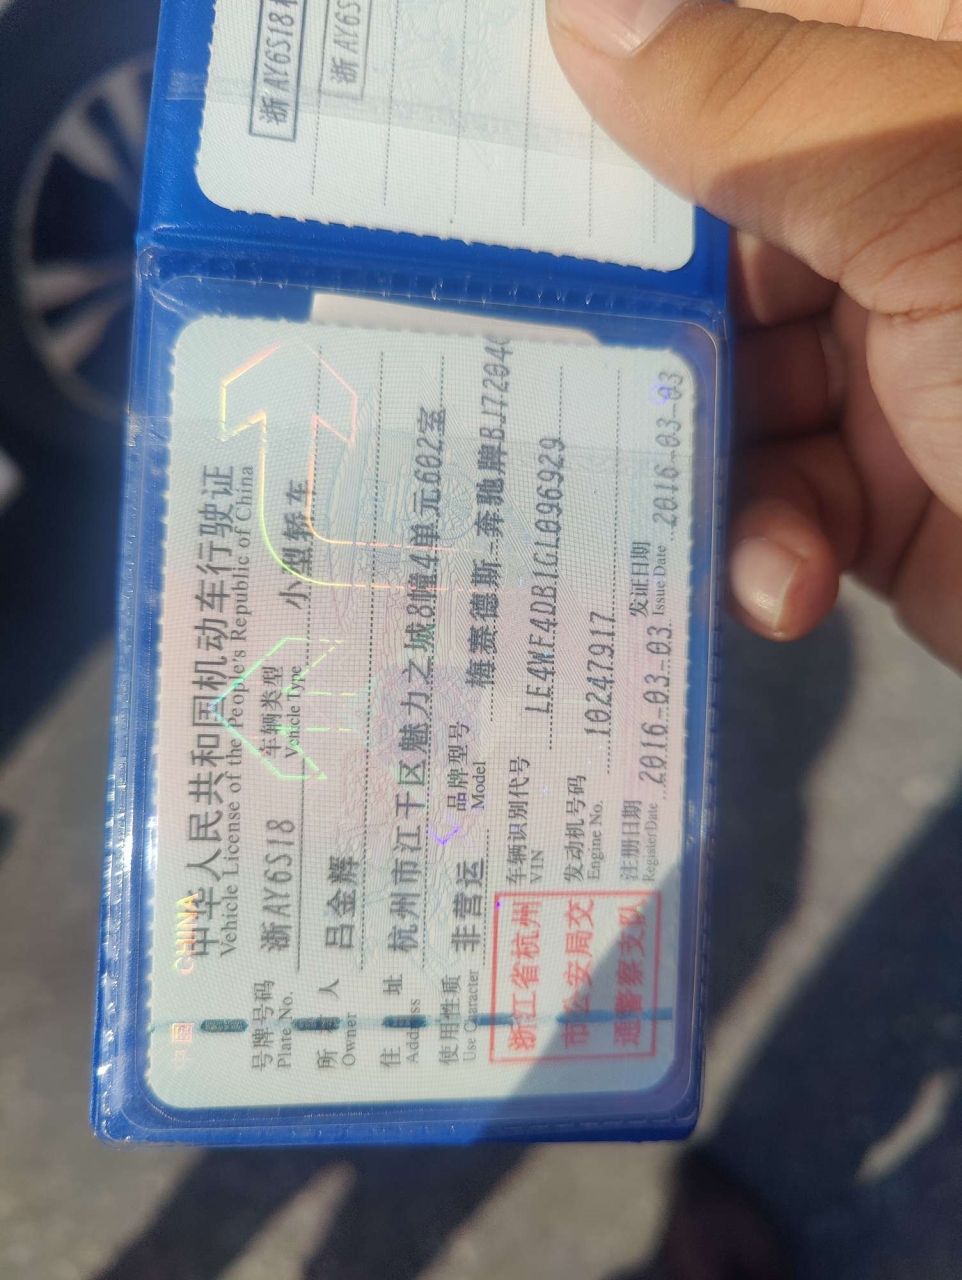 中国 CHINA
中华人民共和国机动车行驶证
Vehicle License of the People's Republic of China
号牌号码 浙AY6S18 车辆类型 小型轿车
Plate No. Vehicle Type
所有人 吕金辉
Owner
住址 杭州市江干区魅力之城8幢4单元602室
Address
使用性质 非营运 品牌型号 梅赛德斯-奔驰牌BJ7204
Use Character Model
浙江省杭州市公安局交通警察支队
车辆识别代号 LE4WF4DB1GL096929
VIN
发动机号码 10247917
Engine No.
注册日期 2016-03-03 发证日期 2016-03-03
Register Date Issue Date
浙AY6S18
浙AY6S